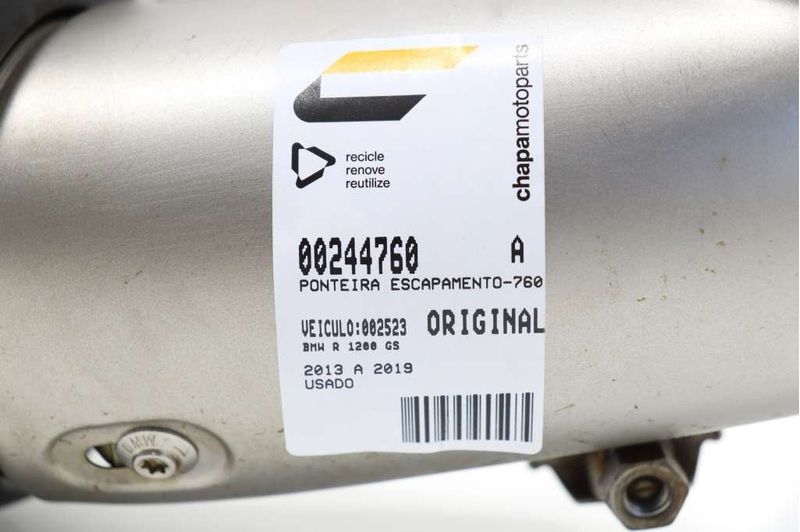 chapamotoparts
recicle
renove
reutilize
00244760 A
PONTEIRA ESCAPAMENTO-760
VEICULO:002523 ORIGINAL
BMW R 1200 GS
2013 A 2019
USADO
BMW